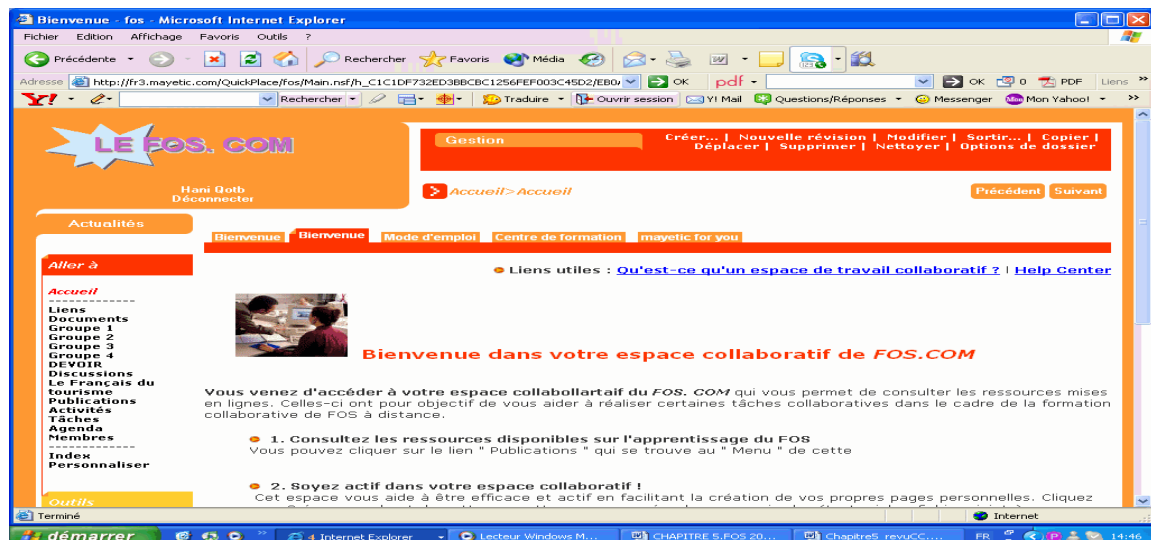 Bienvenue - fos - Microsoft Internet Explorer
Fichier Edition Affichage Favoris Outils ?
Précédente Rechercher Favoris Média
Adresse http://fr3.mayetic.com/QuickPlace/fos/Main.nsf/h_C1C1DF732ED3BBCBC1256FEF003C45D2/EB0 OK pdf OK 0 PDF Liens »
Y! Rechercher Traduire Ouvrir session Y! Mail Questions/Réponses Messenger Mon Yahoo! »
LE FOS. COM
Gestion
Créer... | Nouvelle révision | Modifier | Sortir... | Copier |
Déplacer | Supprimer | Nettoyer | Options de dossier
Hani Qotb
Déconnecter
Accueil>Accueil
Précédent Suivant
Actualités
Bienvenue Bienvenue Mode d'emploi Centre de formation mayetic for you
Aller à
Liens utiles : Qu'est-ce qu'un espace de travail collaboratif ? | Help Center
Accueil
------------
Liens
Documents
Groupe 1
Groupe 2
Groupe 3
Groupe 4
DEVOIR
Discussions
Le Français du
tourisme
Publications
Activités
Tâches
Agenda
Membres
------------
Index
Personnaliser
Outils
Bienvenue dans votre espace collaboratif de FOS.COM
Vous venez d'accéder à votre espace collabollartaif du FOS. COM qui vous permet de consulter les ressources mises
en lignes. Celles-ci ont pour objectif de vous aider à réaliser certaines tâches collaboratives dans le cadre de la formation
collaborative de FOS à distance.
1. Consultez les ressources disponibles sur l'apprentissage du FOS
Vous pouvez cliquer sur le lien " Publications " qui se trouve au " Menu " de cette
2. Soyez actif dans votre espace collaboratif !
Cet espace vous aide à être efficace et actif en facilitant la création de vos propres pages personnelles. Cliquez
Terminé Internet
démarrer » 4 Internet Explorer Lecteur Windows M... CHAPITRE 5.FOS 20... Chapitre5 revuCC.... FR 14:46